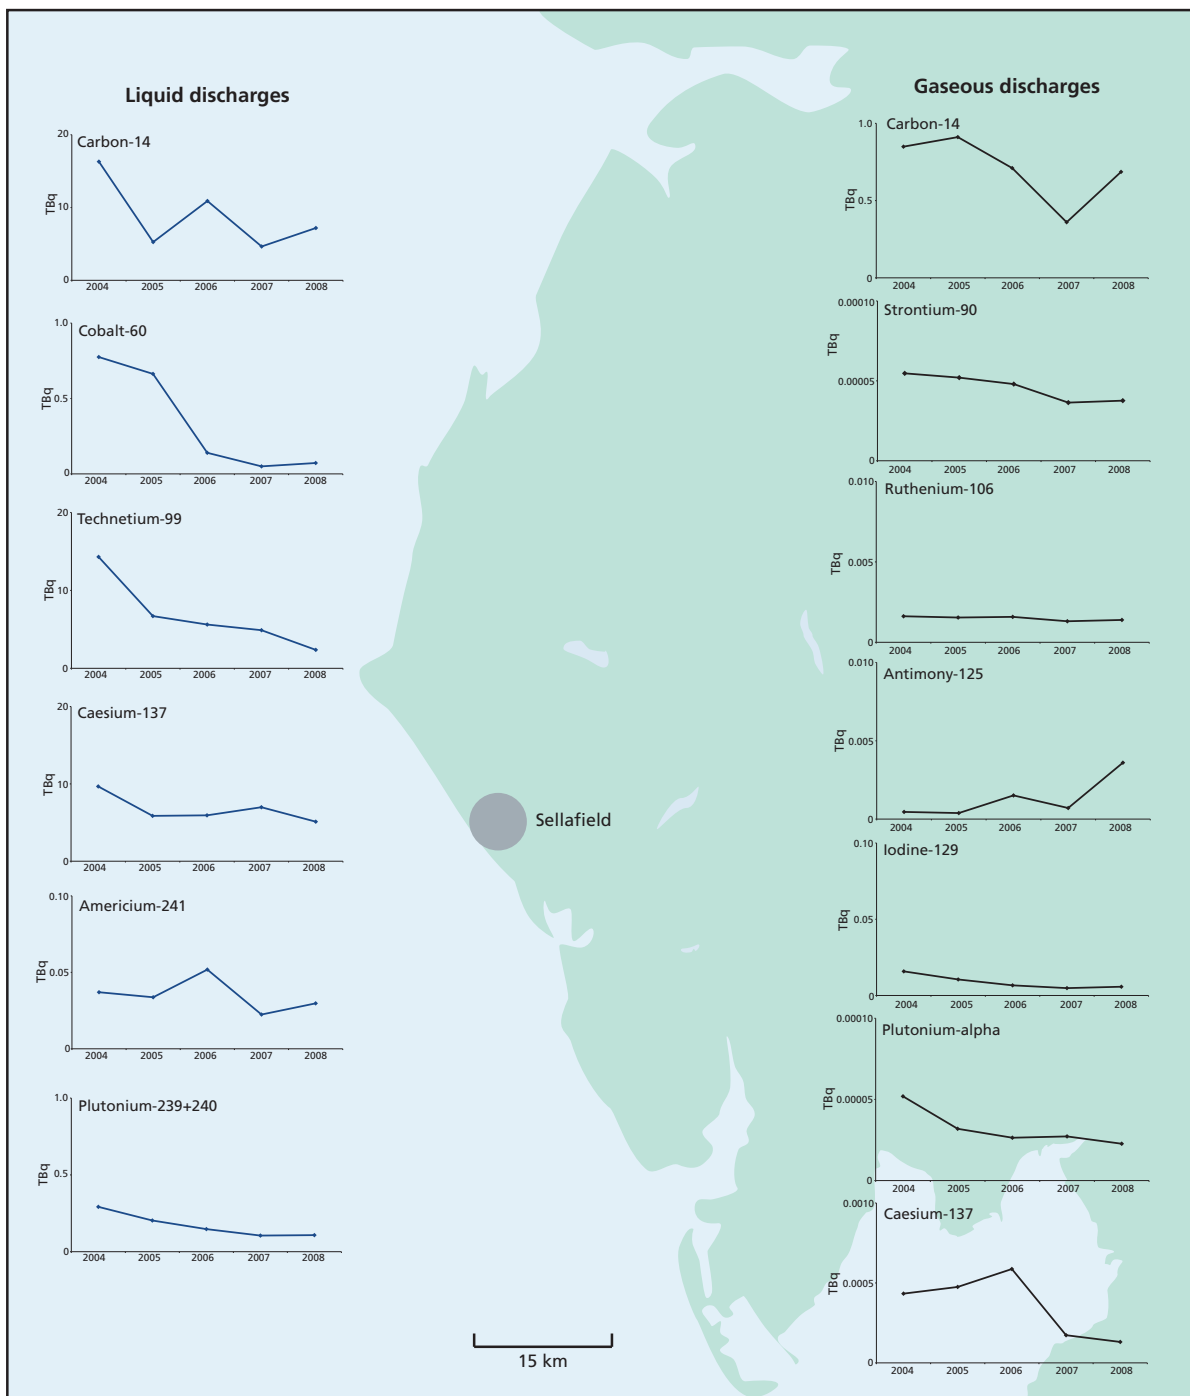 Liquid discharges
Carbon-14
20
10
0
TBq
2004 2005 2006 2007 2008
Cobalt-60
1.0
0.5
0
TBq
2004 2005 2006 2007 2008
Technetium-99
20
10
0
TBq
2004 2005 2006 2007 2008
Caesium-137
20
10
0
TBq
2004 2005 2006 2007 2008
Americium-241
0.10
0.05
0
TBq
2004 2005 2006 2007 2008
Plutonium-239+240
1.0
0.5
0
TBq
2004 2005 2006 2007 2008
Sellafield
15 km
Gaseous discharges
Carbon-14
1.0
0.5
0
TBq
2004 2005 2006 2007 2008
Strontium-90
0.00010
0.00005
0
TBq
2004 2005 2006 2007 2008
Ruthenium-106
0.010
0.005
0
TBq
2004 2005 2006 2007 2008
Antimony-125
0.010
0.005
0
TBq
2004 2005 2006 2007 2008
Iodine-129
0.10
0.05
0
TBq
2004 2005 2006 2007 2008
Plutonium-alpha
0.00010
0.00005
0
TBq
2004 2005 2006 2007 2008
Caesium-137
0.0010
0.0005
0
TBq
2004 2005 2006 2007 2008